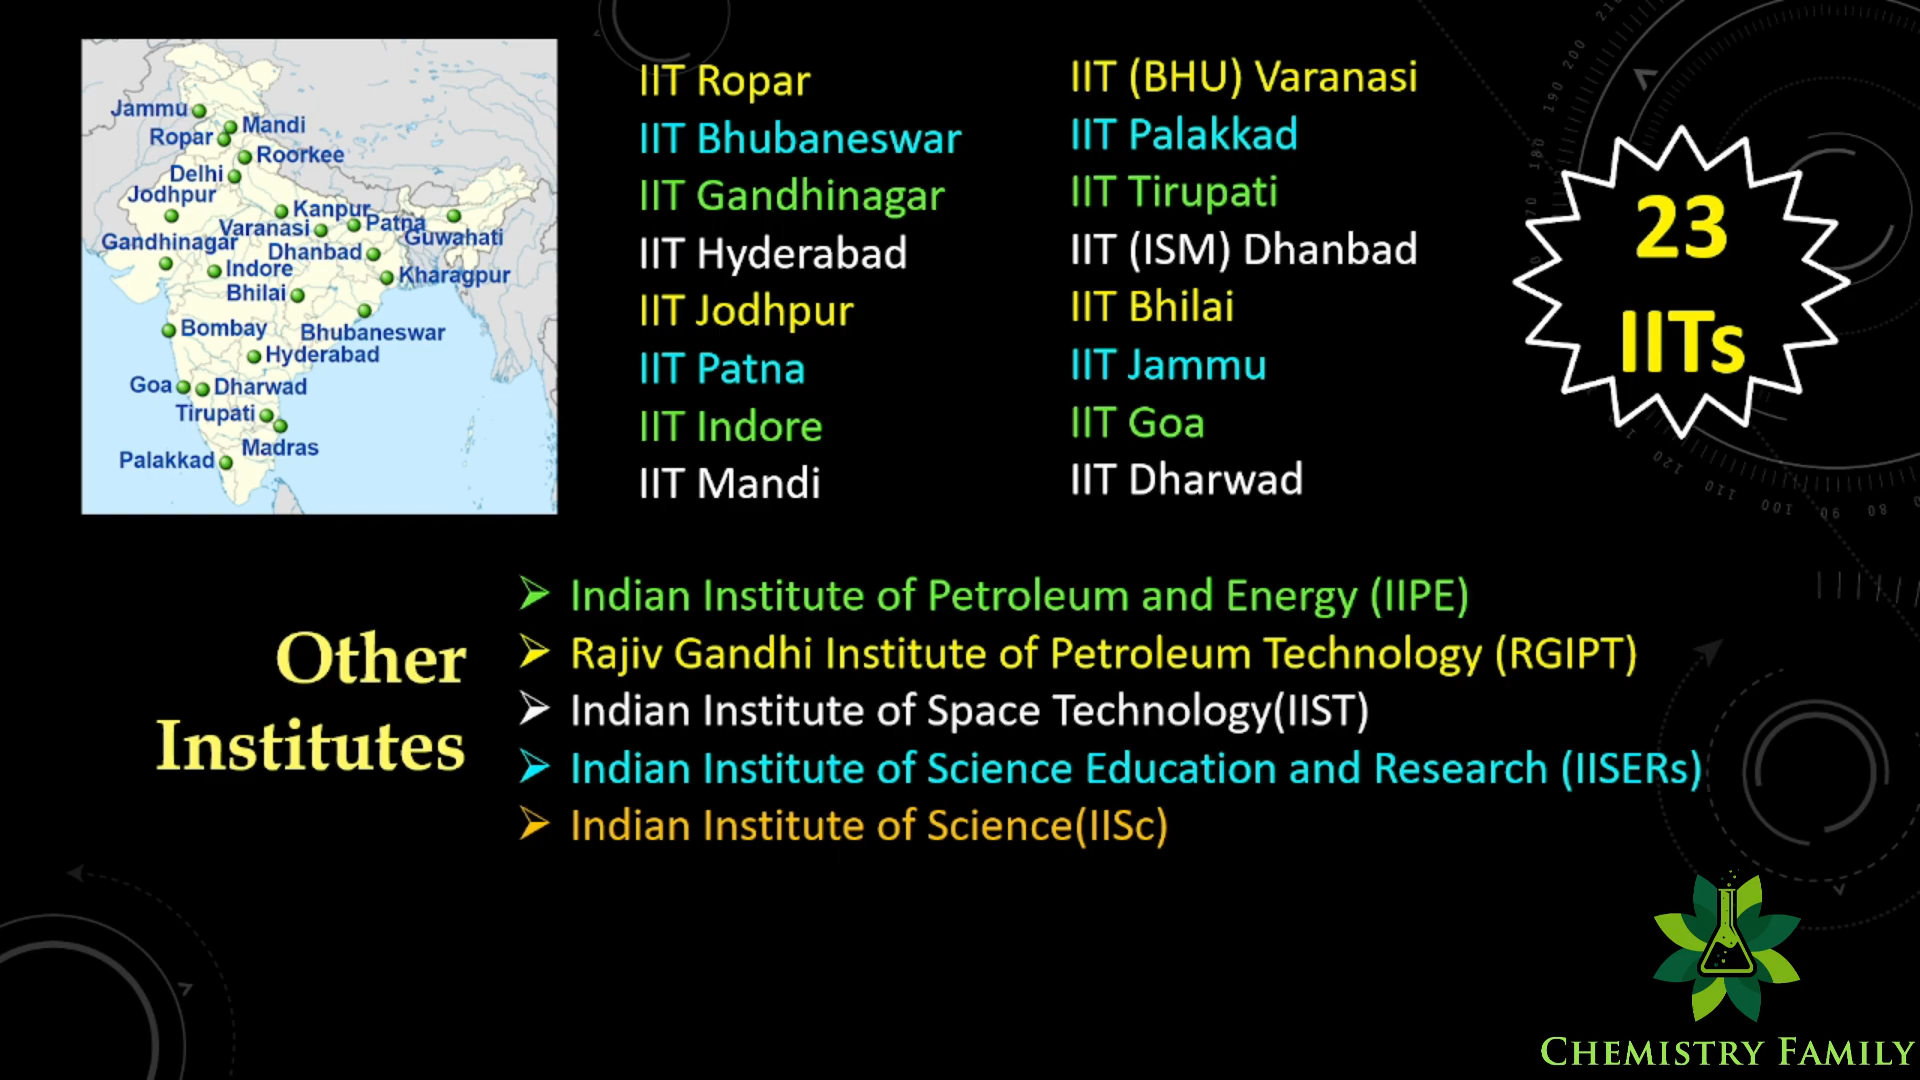 Jammu
Mandi
Ropar
Roorkee
Delhi
Jodhpur
Kanpur
Varanasi
Patna
Guwahati
Gandhinagar
Dhanbad
Indore
Kharagpur
Bhilai
Bombay
Bhubaneswar
Hyderabad
Goa
Dharwad
Tirupati
Madras
Palakkad
IIT Ropar
IIT Bhubaneswar
IIT Gandhinagar
IIT Hyderabad
IIT Jodhpur
IIT Patna
IIT Indore
IIT Mandi
IIT (BHU) Varanasi
IIT Palakkad
IIT Tirupati
IIT (ISM) Dhanbad
IIT Bhilai
IIT Jammu
IIT Goa
IIT Dharwad
23
IITs
Other
Institutes
Indian Institute of Petroleum and Energy (IIPE)
Rajiv Gandhi Institute of Petroleum Technology (RGIPT)
Indian Institute of Space Technology(IIST)
Indian Institute of Science Education and Research (IISERs)
Indian Institute of Science(IISc)
CHEMISTRY FAMILY